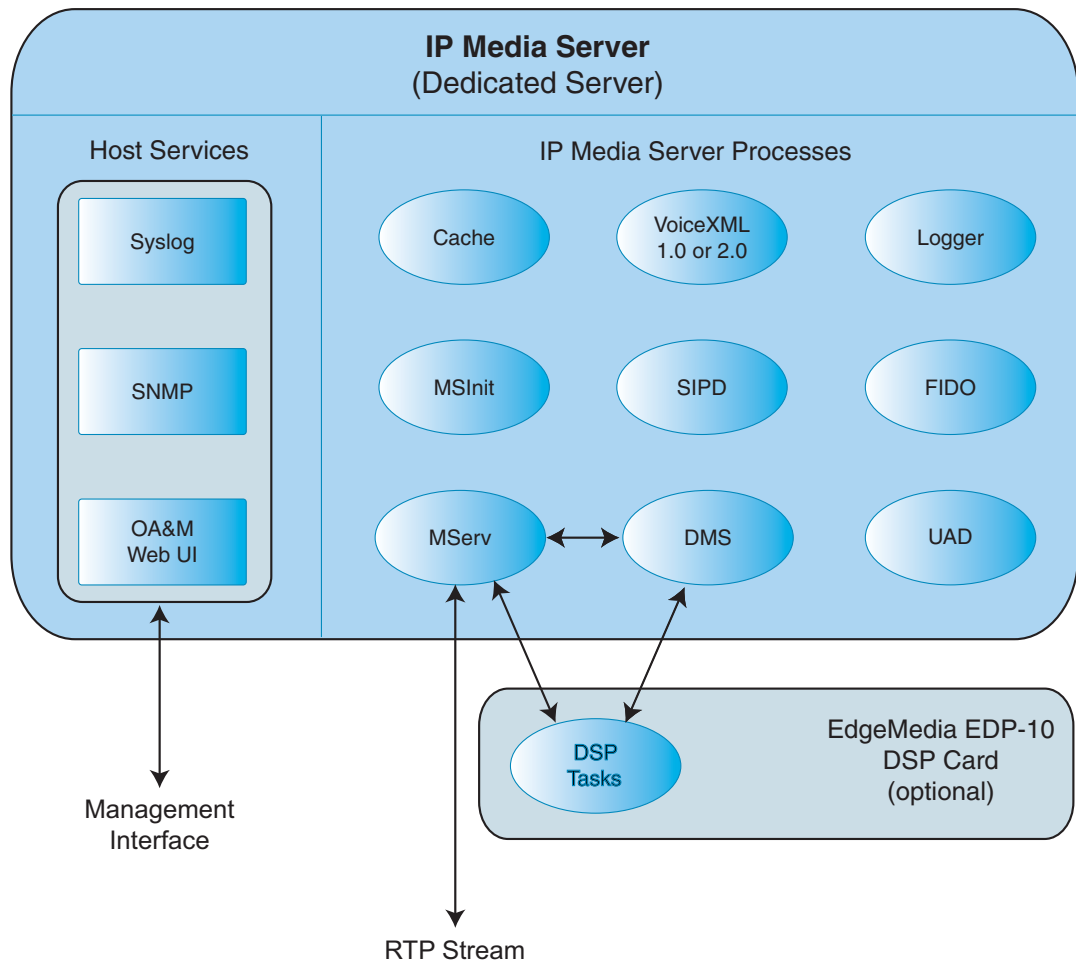 IP Media Server
(Dedicated Server)
Host Services
IP Media Server Processes
Syslog
Cache
VoiceXML
1.0 or 2.0
Logger
SNMP
MSInit
SIPD
FIDO
OA&M
Web UI
MServ
DMS
UAD
DSP
Tasks
EdgeMedia EDP-10
DSP Card
(optional)
Management
Interface
RTP Stream